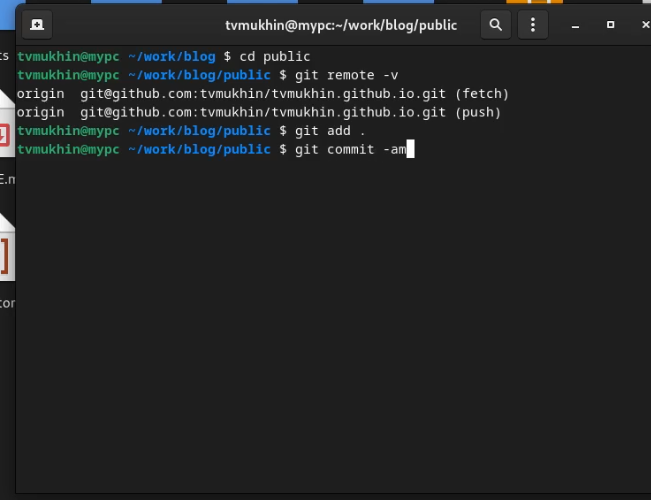 tvmukhin@mypc:~/work/blog/public
ts
tvmukhin@mypc ~/work/blog $ cd public
tvmukhin@mypc ~/work/blog/public $ git remote -v
origin  git@github.com:tvmukhin/tvmukhin.github.io.git (fetch)
origin  git@github.com:tvmukhin/tvmukhin.github.io.git (push)
tvmukhin@mypc ~/work/blog/public $ git add .
tvmukhin@mypc ~/work/blog/public $ git commit -am
E.m
tor